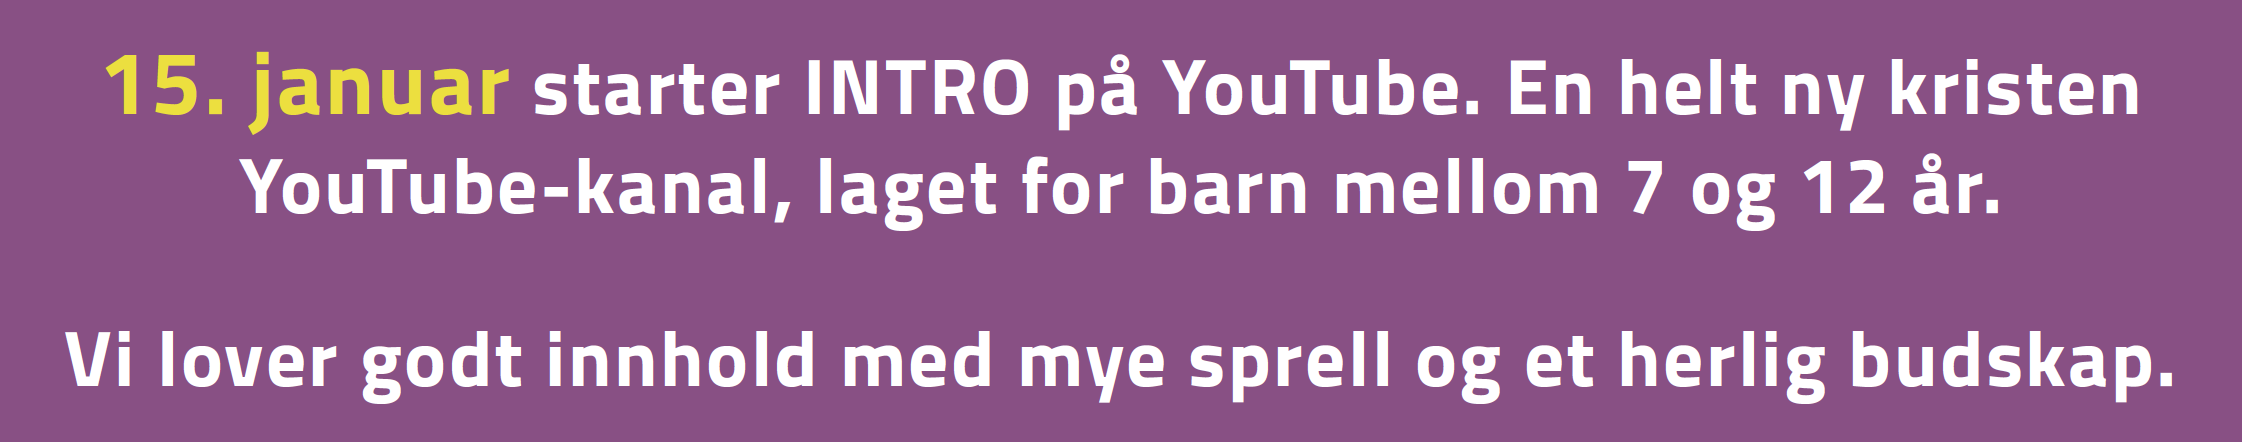 15. januar starter INTRO på YouTube. En helt ny kristen
YouTube-kanal, laget for barn mellom 7 og 12 år.
Vi lover godt innhold med mye sprell og et herlig budskap.